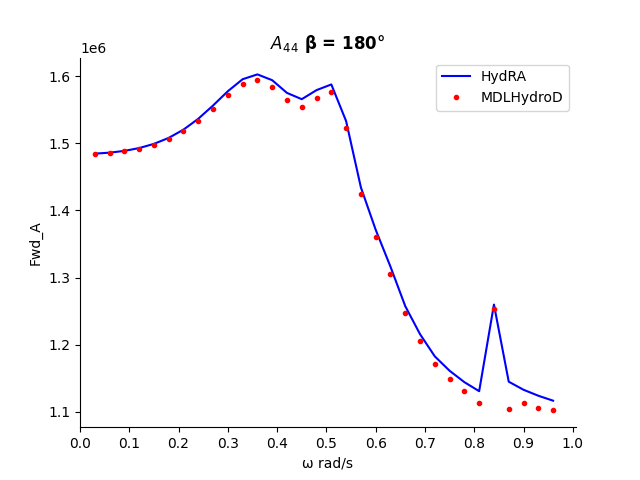 A₄₄ β = 180°
1e6
HydRA
MDLHydroD
1.6
1.5
1.4
1.3
1.2
1.1
Fwd_A
0.0 0.1 0.2 0.3 0.4 0.5 0.6 0.7 0.8 0.9 1.0
ω rad/s